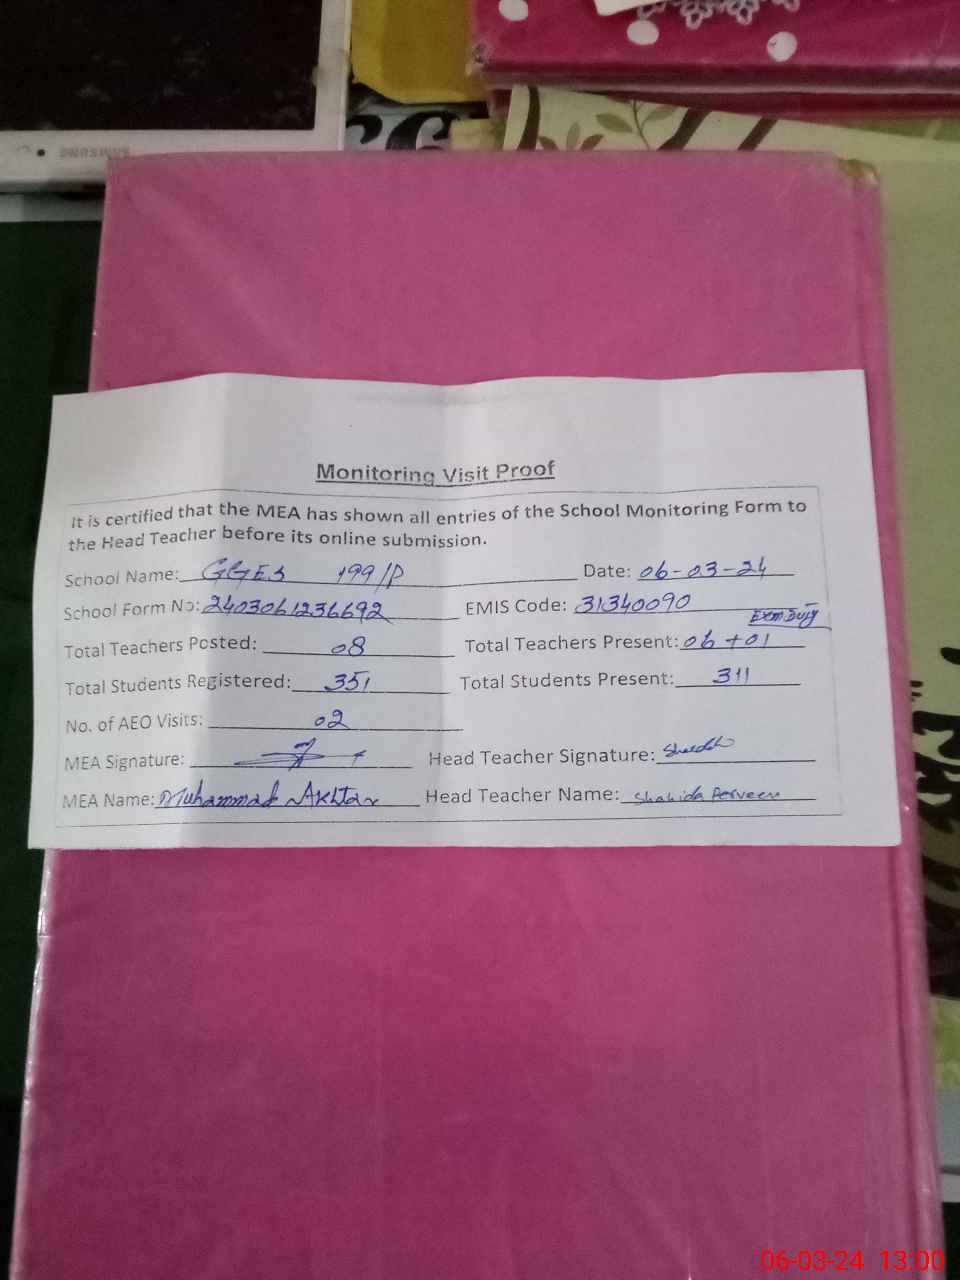 SAMSUNG
Monitoring Visit Proof
It is certified that the MEA has shown all entries of the School Monitoring Form to
the Head Teacher before its online submission.
School Name: GGES 199/P Date: 06-03-24
School Form No: 2403061236692 EMIS Code: 31340090
Exm. Duty
Total Teachers Posted: 08 Total Teachers Present: 06 +01
Total Students Registered: 351 Total Students Present: 311
No. of AEO Visits: 02
MEA Signature: Head Teacher Signature:
MEA Name: Muhammad Akhtar Head Teacher Name: Shahida Perveen
06-03-24 13:00